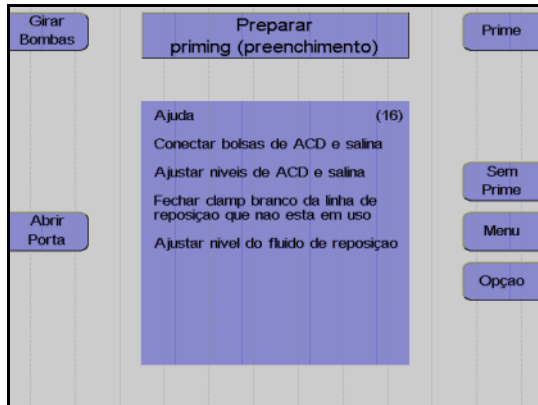 Girar
Bombas
Preparar
priming (preenchimento)
Prime
Ajuda (16)
Conectar bolsas de ACD e salina
Ajustar niveis de ACD e salina
Fechar clamp branco da linha de
reposiçao que nao esta em uso
Ajustar nivel do fluido de reposiçao
Sem
Prime
Abrir
Porta
Menu
Opçao